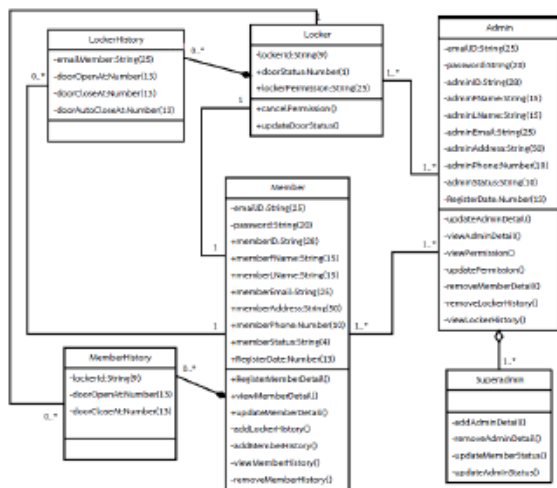 LockerHistory
-emailMember:String(25)
-doorOpenAt:Number(13)
-doorCloseAt:Number(13)
-doorAutoCloseAt:Number(13)
0..*
0..*
Locker
-lockerId:String(9)
+doorStatus:Number(1)
+lockerPermission:String(25)
+cancelPermission()
+updateDoorStatus()
1
1
1..*
1..*
Admin
-emailID:String(25)
-password:String(20)
-adminID:String(28)
-adminFName:String(15)
-adminLName:String(15)
-adminEmail:String(25)
-adminAddress:String(50)
-adminPhone:Number(10)
-adminStatus:String(10)
-RegisterDate:Number(13)
-updateAdminDetail()
-viewAdminDetail()
-viewPermission()
-updatePermission()
-removeMemberDetail()
-removeLockerHistory()
-viewLockerHistory()
Member
-emailID:String(25)
-password:String(20)
+memberID:String(28)
+memberFName:String(15)
+memberLName:String(15)
+memberEmail:String(25)
+memberAddress:String(50)
+memberPhone:Number(10)
+memberStatus:String(4)
+RegisterDate:Number(13)
+RegisterMemberDetail()
+viewMemberDetail()
+updateMemberDetail()
-addLockerHistory()
-addMemberHistory()
-viewMemberHistory()
-removeMemberHistory()
1
1
1..*
1..*
MemberHistory
-lockerId:String(9)
-doorOpenAt:Number(13)
-doorCloseAt:Number(13)
0..*
0..*
1..*
Superadmin
-addAdminDetail()
-removeAdminDetail()
-updateMemberStatus()
-updateAdminStatus()